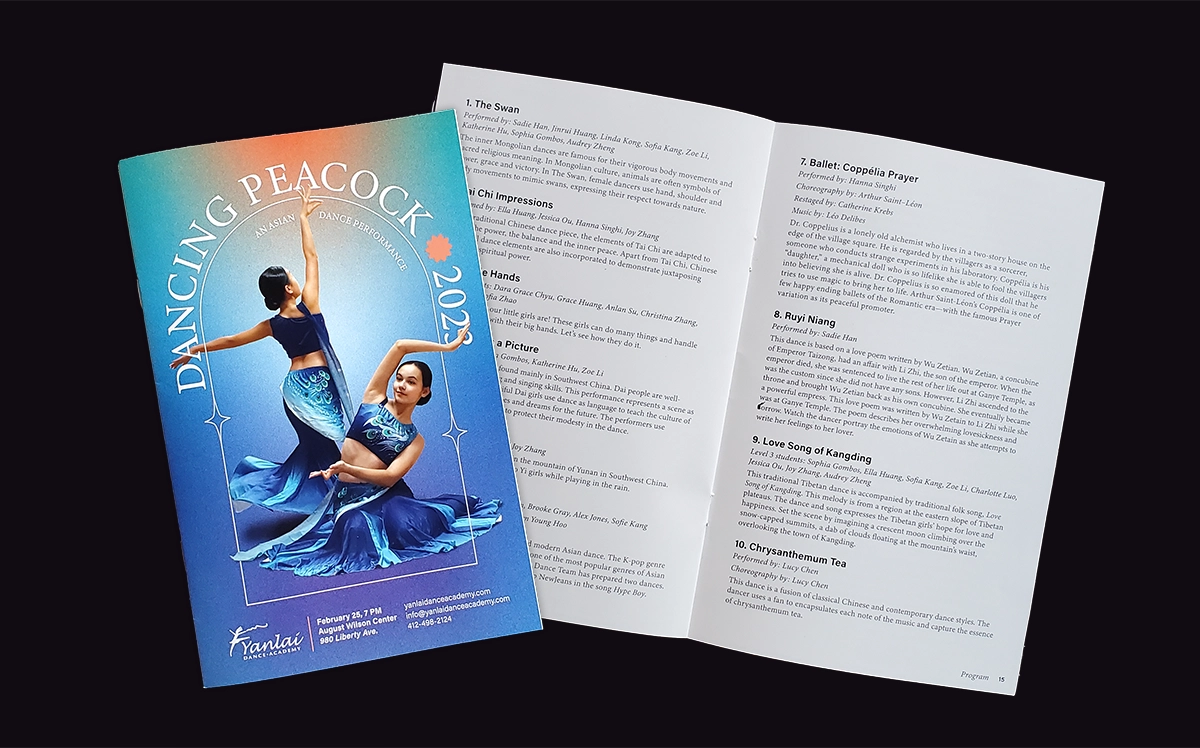 DANCING PEACOCK 2023
AN ASIAN DANCE PERFORMANCE
Yanlai
DANCE·ACADEMY
February 25, 7 PM
August Wilson Center
980 Liberty Ave.
yanlaidanceacademy.com
info@yanlaidanceacademy.com
412-498-2124
1. The Swan
Performed by: Sadie Han, Jinrui Huang, Linda Kong, Sofia Kang, Zoe Li,
Katherine Hu, Sophia Gombos, Audrey Zheng
The inner Mongolian dances are famous for their vigorous body movements and
sacred religious meaning. In Mongolian culture, animals are often symbols of
power, grace and victory. In The Swan, female dancers use hand, shoulder and
movements to mimic swans, expressing their respect towards nature.
Tai Chi Impressions
by: Ella Huang, Jessica Ou, Hanna Singhi, Joy Zhang
traditional Chinese dance piece, the elements of Tai Chi are adapted to
the power, the balance and the inner peace. Apart from Tai Chi, Chinese
dance elements are also incorporated to demonstrate juxtaposing
spiritual power.
Hands
Dara Grace Chyu, Grace Huang, Anlan Su, Christina Zhang,
Sofia Zhao
our little girls are! These girls can do many things and handle
with their big hands. Let's see how they do it.
a Picture
Gombos, Katherine Hu, Zoe Li
found mainly in Southwest China. Dai people are well-
and singing skills. This performance represents a scene as
Dai girls use dance as language to teach the culture of
and dreams for the future. The performers use
to protect their modesty in the dance.
Joy Zhang
the mountain of Yunan in Southwest China.
Yi girls while playing in the rain.
Brooke Gray, Alex Jones, Sofie Kang
Young Hoo
modern Asian dance. The K-pop genre
one of the most popular genres of Asian
Dance Team has prepared two dances.
to NewJeans in the song Hype Boy.
7. Ballet: Coppélia Prayer
Performed by: Hanna Singhi
Choreography by: Arthur Saint-Léon
Restaged by: Catherine Krebs
Music by: Léo Delibes
Dr. Coppelius is a lonely old alchemist who lives in a two-story house on the
edge of the village square. He is regarded by the villagers as a sorcerer,
someone who conducts strange experiments in his laboratory. Coppélia is his
"daughter," a mechanical doll who is so lifelike she is able to fool the villagers
into believing she is alive. Dr. Coppelius is so enamored of this doll that he
tries to use magic to bring her to life. Arthur Saint-Léon's Coppélia is one of
few happy ending ballets of the Romantic era— with the famous Prayer
variation as its peaceful promoter.
8. Ruyi Niang
Performed by: Sadie Han
This dance is based on a love poem written by Wu Zetian. Wu Zetian, a concubine
of Emperor Taizong, had an affair with Li Zhi, the son of the emperor. When the
emperor died, she was sentenced to live the rest of her life out at Ganye Temple, as
was the custom since she did not have any sons. However, Li Zhi ascended to the
throne and brought Wu Zetian back as his own concubine. She eventually became
a powerful empress. This love poem was written by Wu Zetain to Li Zhi while she
was at Ganye Temple. The poem describes her overwhelming lovesickness and
sorrow. Watch the dancer portray the emotions of Wu Zetain as she attempts to
write her feelings to her lover.
9. Love Song of Kangding
Level 3 students: Sophia Gombos, Ella Huang, Sofia Kang, Zoe Li, Charlotte Luo,
Jessica Ou, Joy Zhang, Audrey Zheng
This traditional Tibetan dance is accompanied by traditional folk song, Love
Song of Kangding. This melody is from a region at the eastern slope of Tibetan
plateaus. The dance and song express the Tibetan girls' hope for love and
happiness. Set the scene by imagining a crescent moon climbing over the
snow-capped summits, a dab of clouds floating at the mountain's waist,
overlooking the town of Kangding.
10. Chrysanthemum Tea
Performed by: Lucy Chen
Choreography by: Lucy Chen
This dance is a fusion of classical Chinese and contemporary dance styles. The
dancer uses a fan to encapsulates each note of the music and capture the essence
of chrysanthemum tea.
Program 15